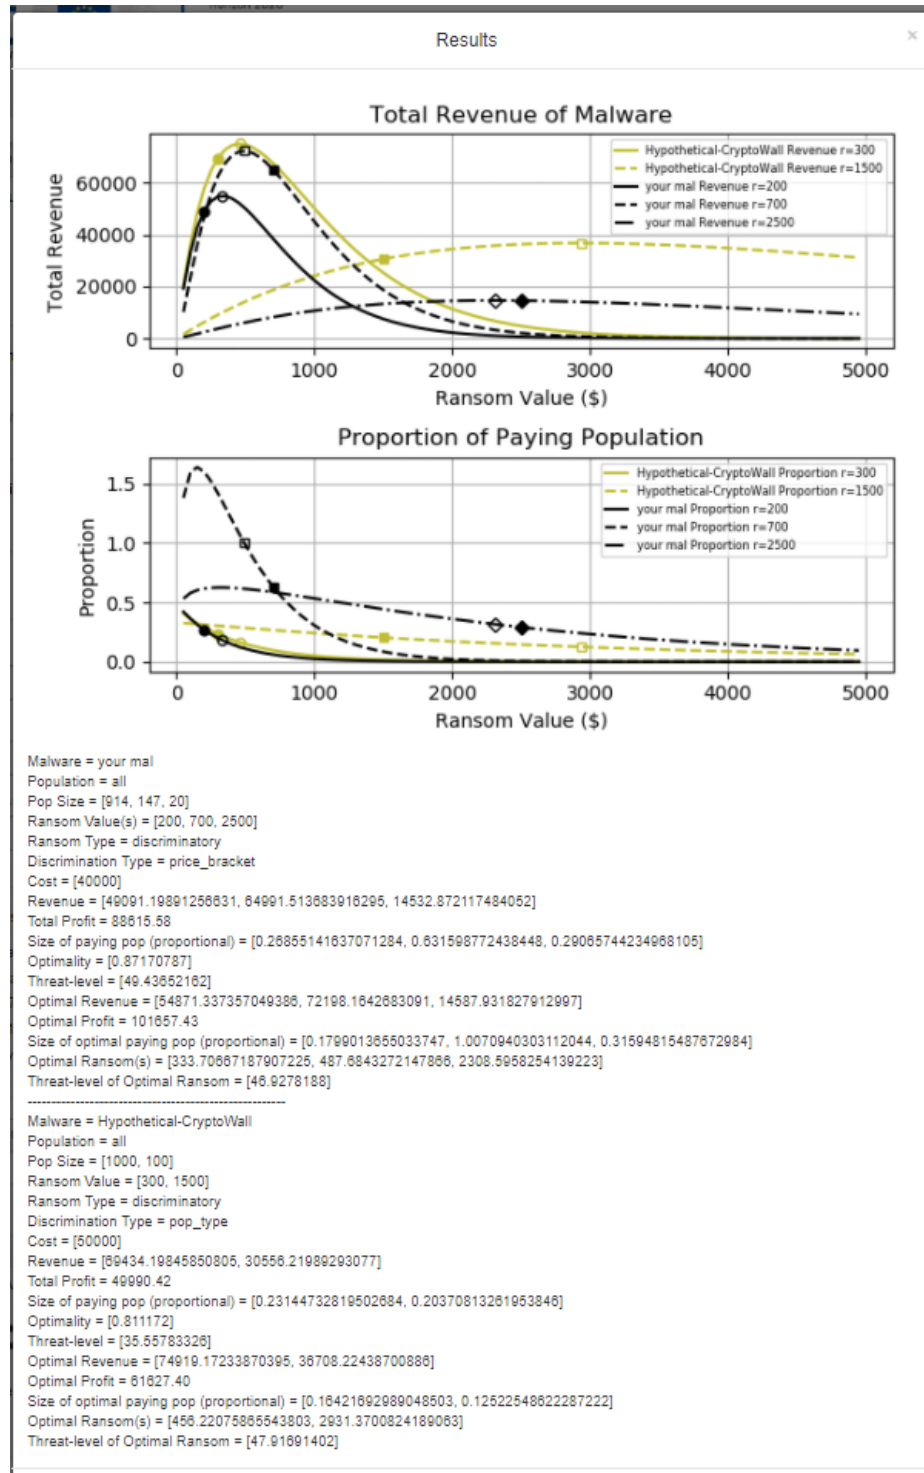 Horizon 2020
Results
×
Total Revenue of Malware
Total Revenue
60000
40000
20000
0
Hypothetical-CryptoWall Revenue r=300
Hypothetical-CryptoWall Revenue r=1500
your mal Revenue r=200
your mal Revenue r=700
your mal Revenue r=2500
0 1000 2000 3000 4000 5000
Ransom Value ($)
Proportion of Paying Population
Proportion
1.5
1.0
0.5
0.0
Hypothetical-CryptoWall Proportion r=300
Hypothetical-CryptoWall Proportion r=1500
your mal Proportion r=200
your mal Proportion r=700
your mal Proportion r=2500
0 1000 2000 3000 4000 5000
Ransom Value ($)
Malware = your mal
Population = all
Pop Size = [914, 147, 20]
Ransom Value(s) = [200, 700, 2500]
Ransom Type = discriminatory
Discrimination Type = price_bracket
Cost = [40000]
Revenue = [49091.19891256631, 64991.513683916295, 14532.872117484052]
Total Profit = 88615.58
Size of paying pop (proportional) = [0.26855141637071284, 0.631598772438448, 0.29065744234968105]
Optimality = [0.87170787]
Threat-level = [49.43652162]
Optimal Revenue = [54871.337357049386, 72198.1642683091, 14587.931827912997]
Optimal Profit = 101657.43
Size of optimal paying pop (proportional) = [0.1799013655033747, 1.0070940303112044, 0.31594815487672984]
Optimal Ransom(s) = [333.70667187907225, 487.6843272147866, 2308.5958254139223]
Threat-level of Optimal Ransom = [46.9278188]
------------------------------------------------------
Malware = Hypothetical-CryptoWall
Population = all
Pop Size = [1000, 100]
Ransom Value = [300, 1500]
Ransom Type = discriminatory
Discrimination Type = pop_type
Cost = [50000]
Revenue = [69434.19845850805, 30556.21989293077]
Total Profit = 49990.42
Size of paying pop (proportional) = [0.23144732819502684, 0.20370813261953846]
Optimality = [0.811172]
Threat-level = [35.55783326]
Optimal Revenue = [74919.17233870395, 36708.22438700886]
Optimal Profit = 61627.40
Size of optimal paying pop (proportional) = [0.16421692989048503, 0.12522548622287222]
Optimal Ransom(s) = [456.22075865543803, 2931.3700824189063]
Threat-level of Optimal Ransom = [47.91691402]